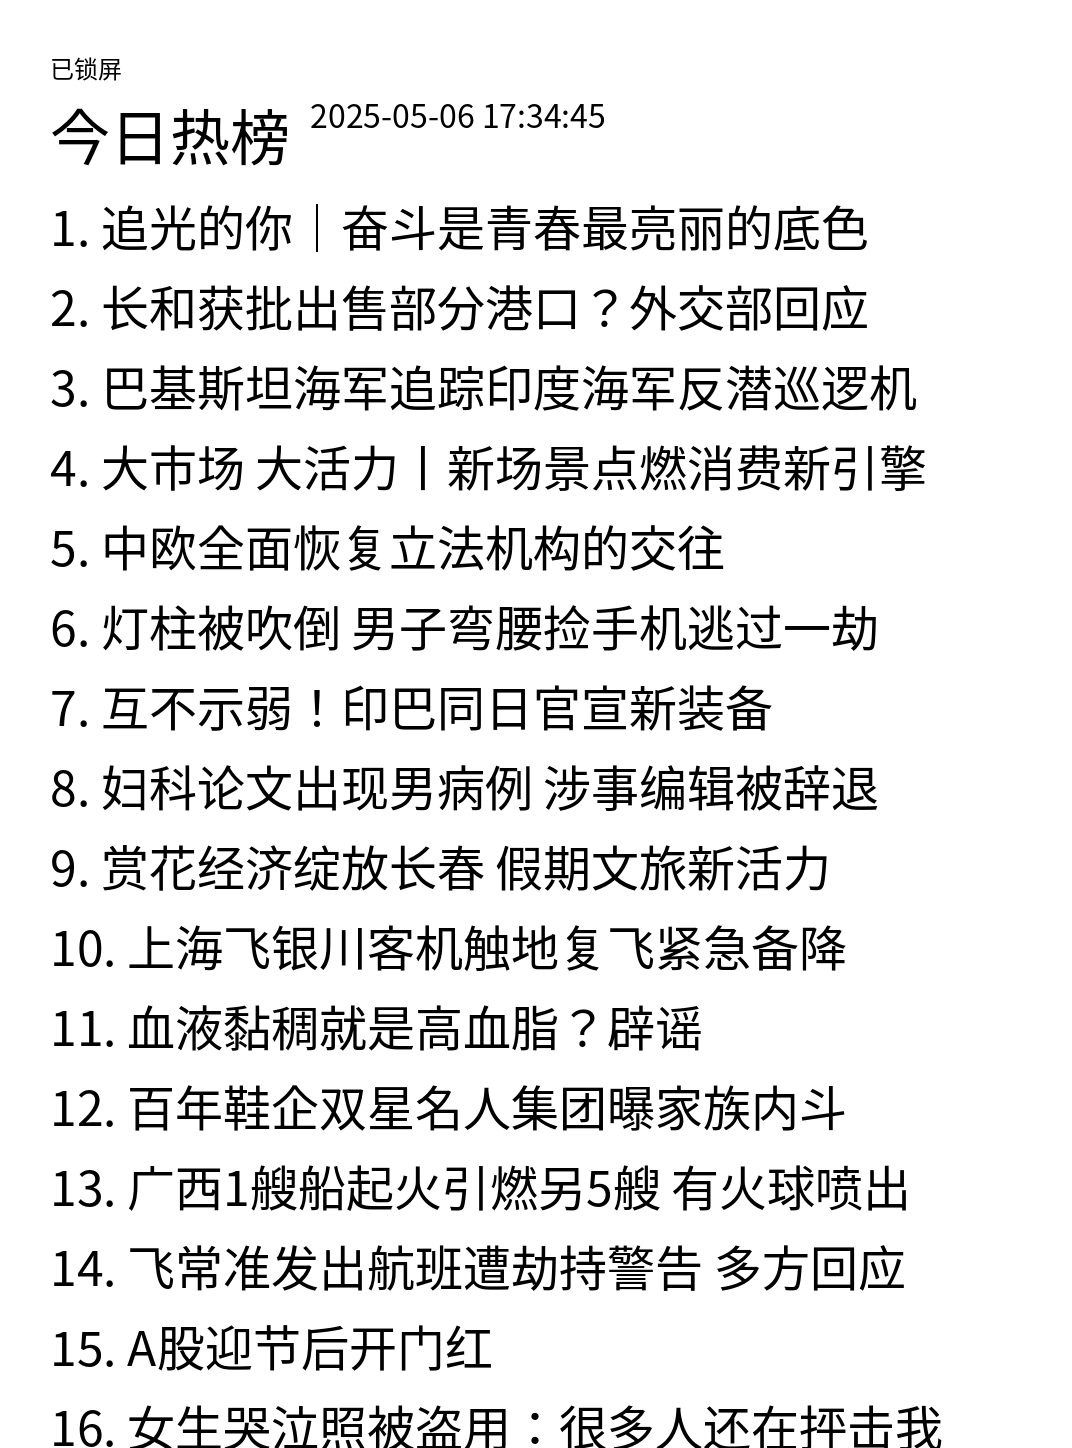 已锁屏
今日热榜 2025-05-06 17:34:45
1. 追光的你｜奋斗是青春最亮丽的底色
2. 长和获批出售部分港口？外交部回应
3. 巴基斯坦海军追踪印度海军反潜巡逻机
4. 大市场 大活力丨新场景点燃消费新引擎
5. 中欧全面恢复立法机构的交往
6. 灯柱被吹倒 男子弯腰捡手机逃过一劫
7. 互不示弱！印巴同日官宣新装备
8. 妇科论文出现男病例 涉事编辑被辞退
9. 赏花经济绽放长春 假期文旅新活力
10. 上海飞银川客机触地复飞紧急备降
11. 血液黏稠就是高血脂？辟谣
12. 百年鞋企双星名人集团曝家族内斗
13. 广西1艘船起火引燃另5艘 有火球喷出
14. 飞常准发出航班遭劫持警告 多方回应
15. A股迎节后开门红
16. 女生哭泣照被盗用：很多人还在抨击我